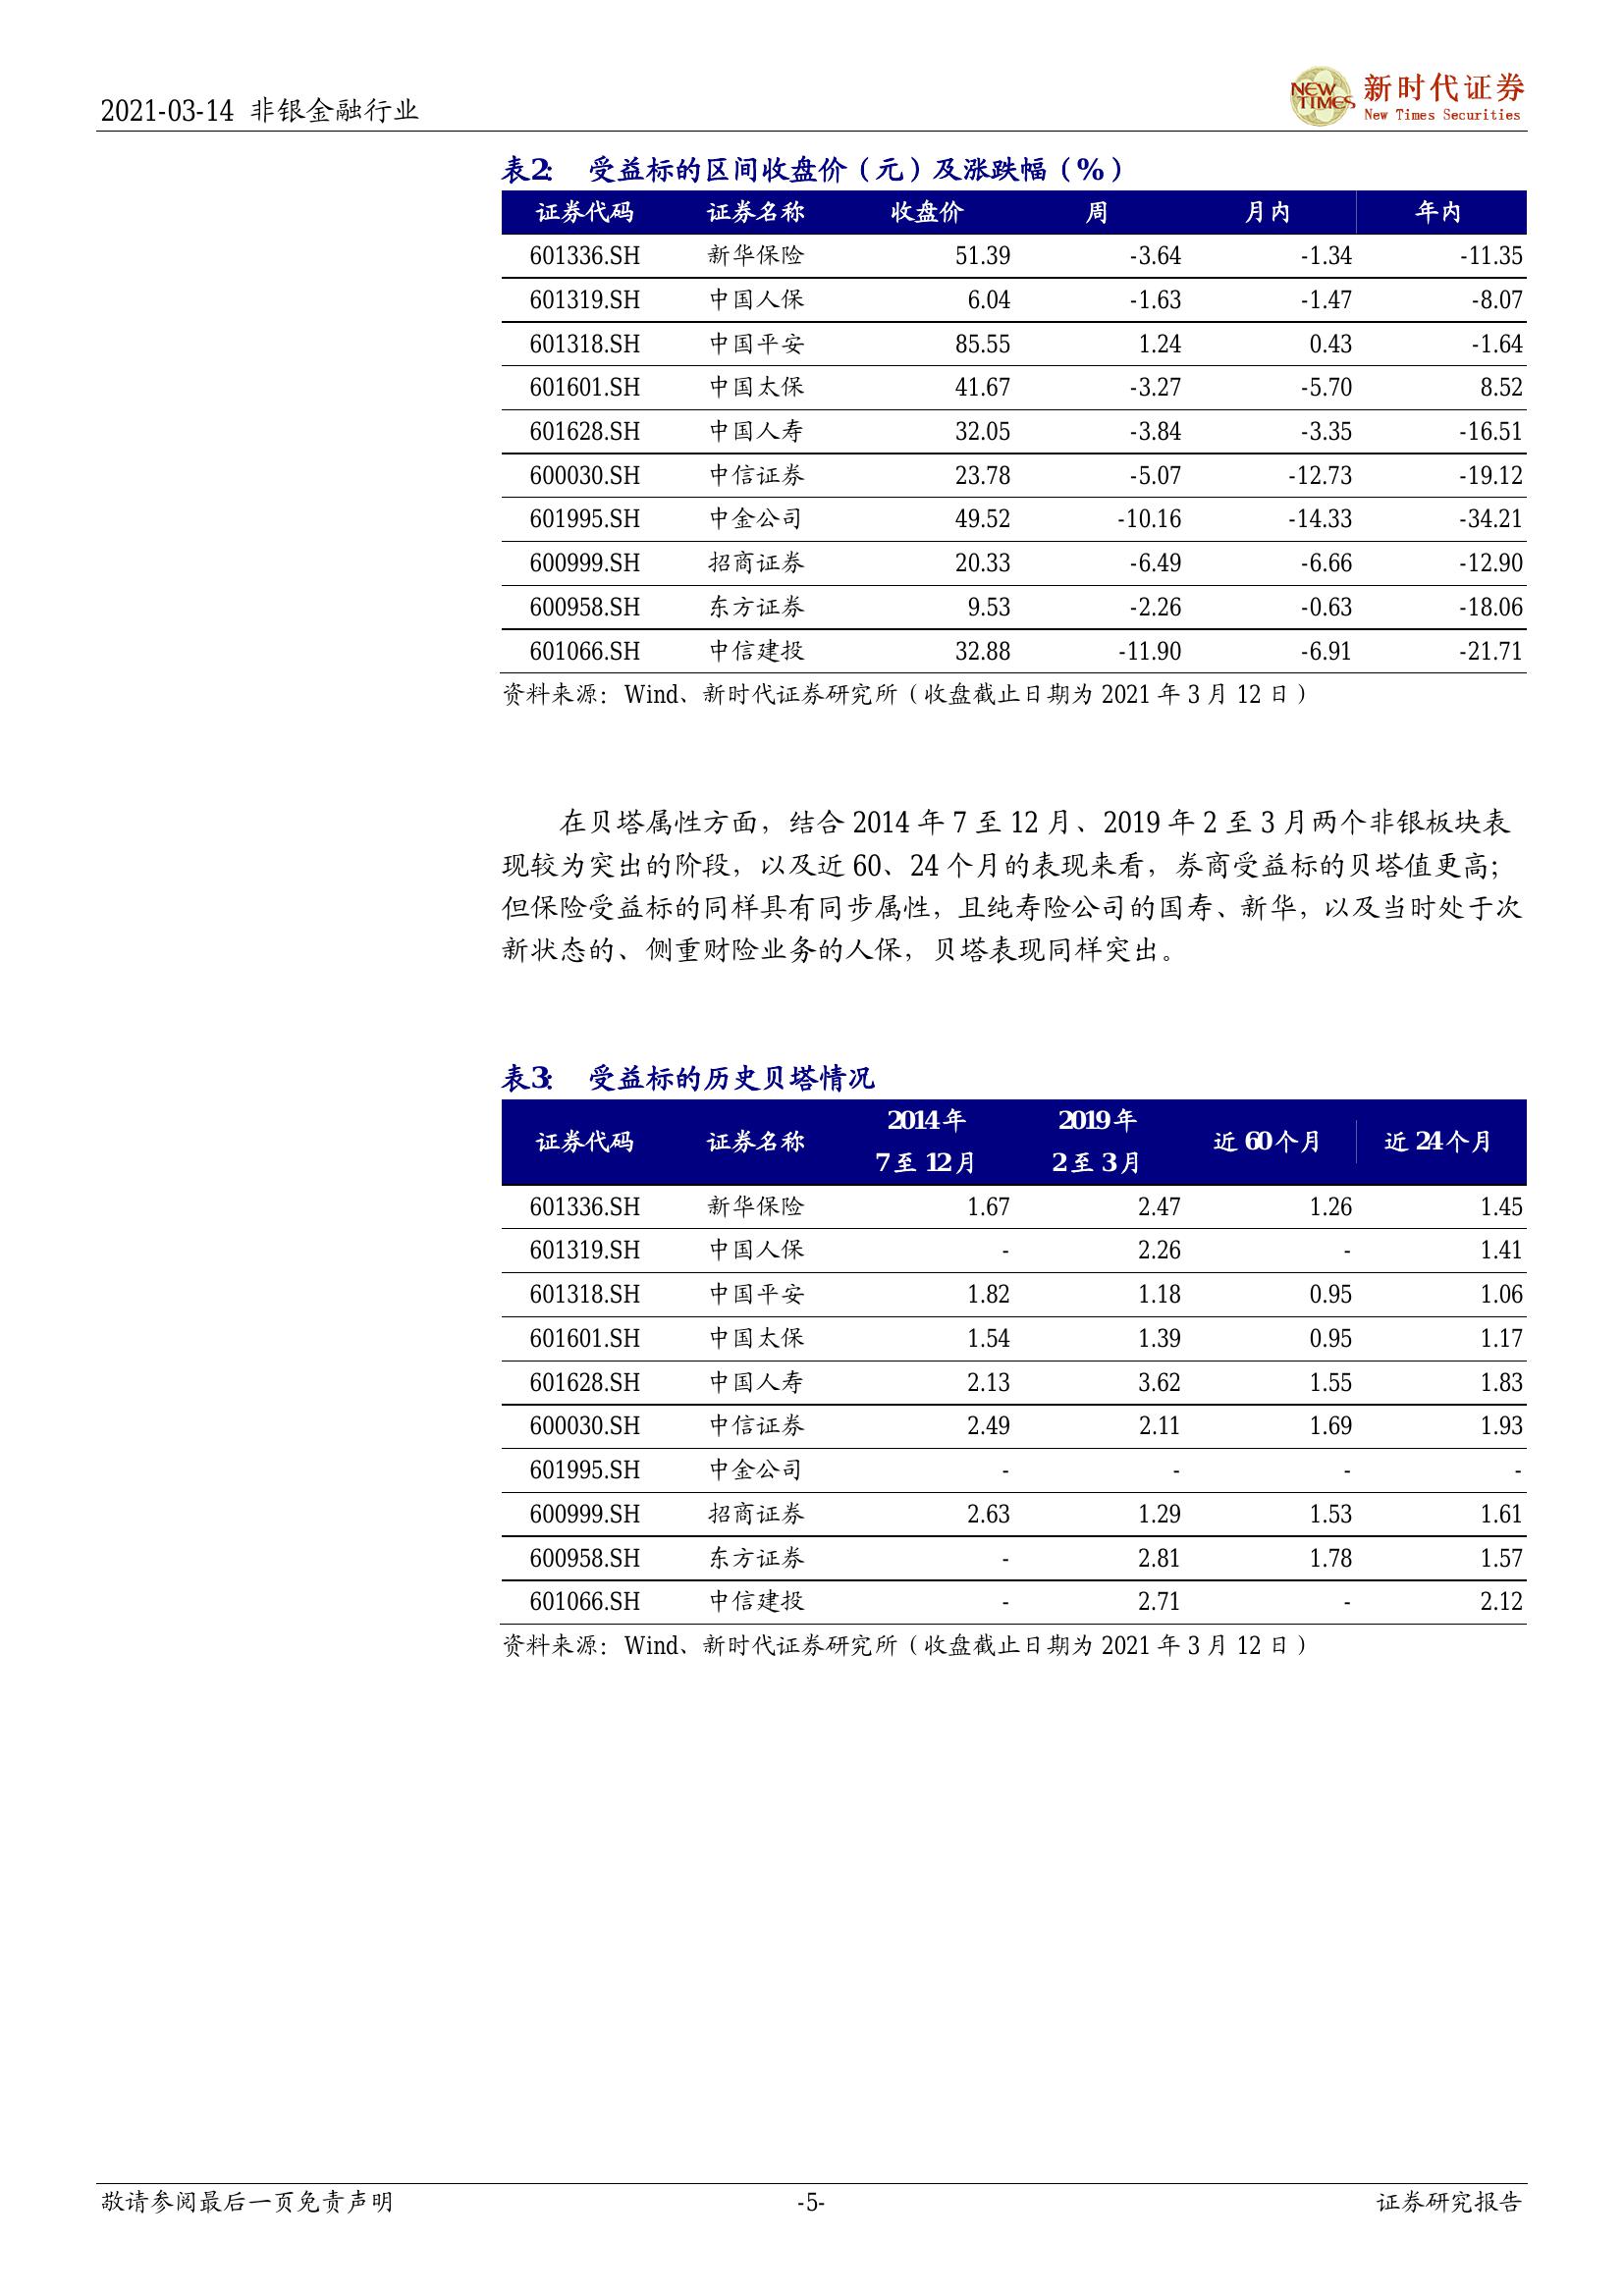 2021-03-14 非银金融行业
NEW TIMES 新时代证券
New Times Securities
表2： 受益标的区间收盘价（元）及涨跌幅（%）
证券代码 证券名称 收盘价 周 月内 年内
601336.SH 新华保险 51.39 -3.64 -1.34 -11.35
601319.SH 中国人保 6.04 -1.63 -1.47 -8.07
601318.SH 中国平安 85.55 1.24 0.43 -1.64
601601.SH 中国太保 41.67 -3.27 -5.70 8.52
601628.SH 中国人寿 32.05 -3.84 -3.35 -16.51
600030.SH 中信证券 23.78 -5.07 -12.73 -19.12
601995.SH 中金公司 49.52 -10.16 -14.33 -34.21
600999.SH 招商证券 20.33 -6.49 -6.66 -12.90
600958.SH 东方证券 9.53 -2.26 -0.63 -18.06
601066.SH 中信建投 32.88 -11.90 -6.91 -21.71
资料来源：Wind、新时代证券研究所（收盘截止日期为 2021 年 3 月 12 日）
在贝塔属性方面，结合 2014 年 7 至 12 月、2019 年 2 至 3 月两个非银板块表
现较为突出的阶段，以及近 60、24 个月的表现来看，券商受益标的贝塔值更高；
但保险受益标的同样具有同步属性，且纯寿险公司的国寿、新华，以及当时处于次
新状态的、侧重财险业务的人保，贝塔表现同样突出。
表3： 受益标的历史贝塔情况
证券代码 证券名称 2014年 7至12月 2019年 2至3月 近60个月 近24个月
601336.SH 新华保险 1.67 2.47 1.26 1.45
601319.SH 中国人保 - 2.26 - 1.41
601318.SH 中国平安 1.82 1.18 0.95 1.06
601601.SH 中国太保 1.54 1.39 0.95 1.17
601628.SH 中国人寿 2.13 3.62 1.55 1.83
600030.SH 中信证券 2.49 2.11 1.69 1.93
601995.SH 中金公司 - - - -
600999.SH 招商证券 2.63 1.29 1.53 1.61
600958.SH 东方证券 - 2.81 1.78 1.57
601066.SH 中信建投 - 2.71 - 2.12
资料来源：Wind、新时代证券研究所（收盘截止日期为 2021 年 3 月 12 日）
敬请参阅最后一页免责声明 -5- 证券研究报告